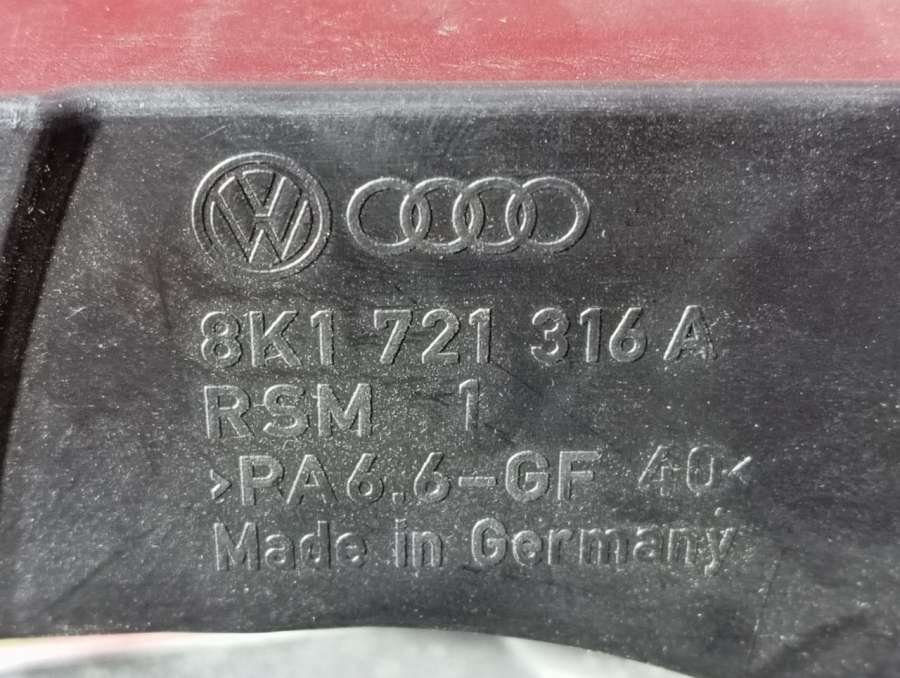 8K1 721 316 A
RSM 1
>PA6.6-GF 40<
Made in Germany